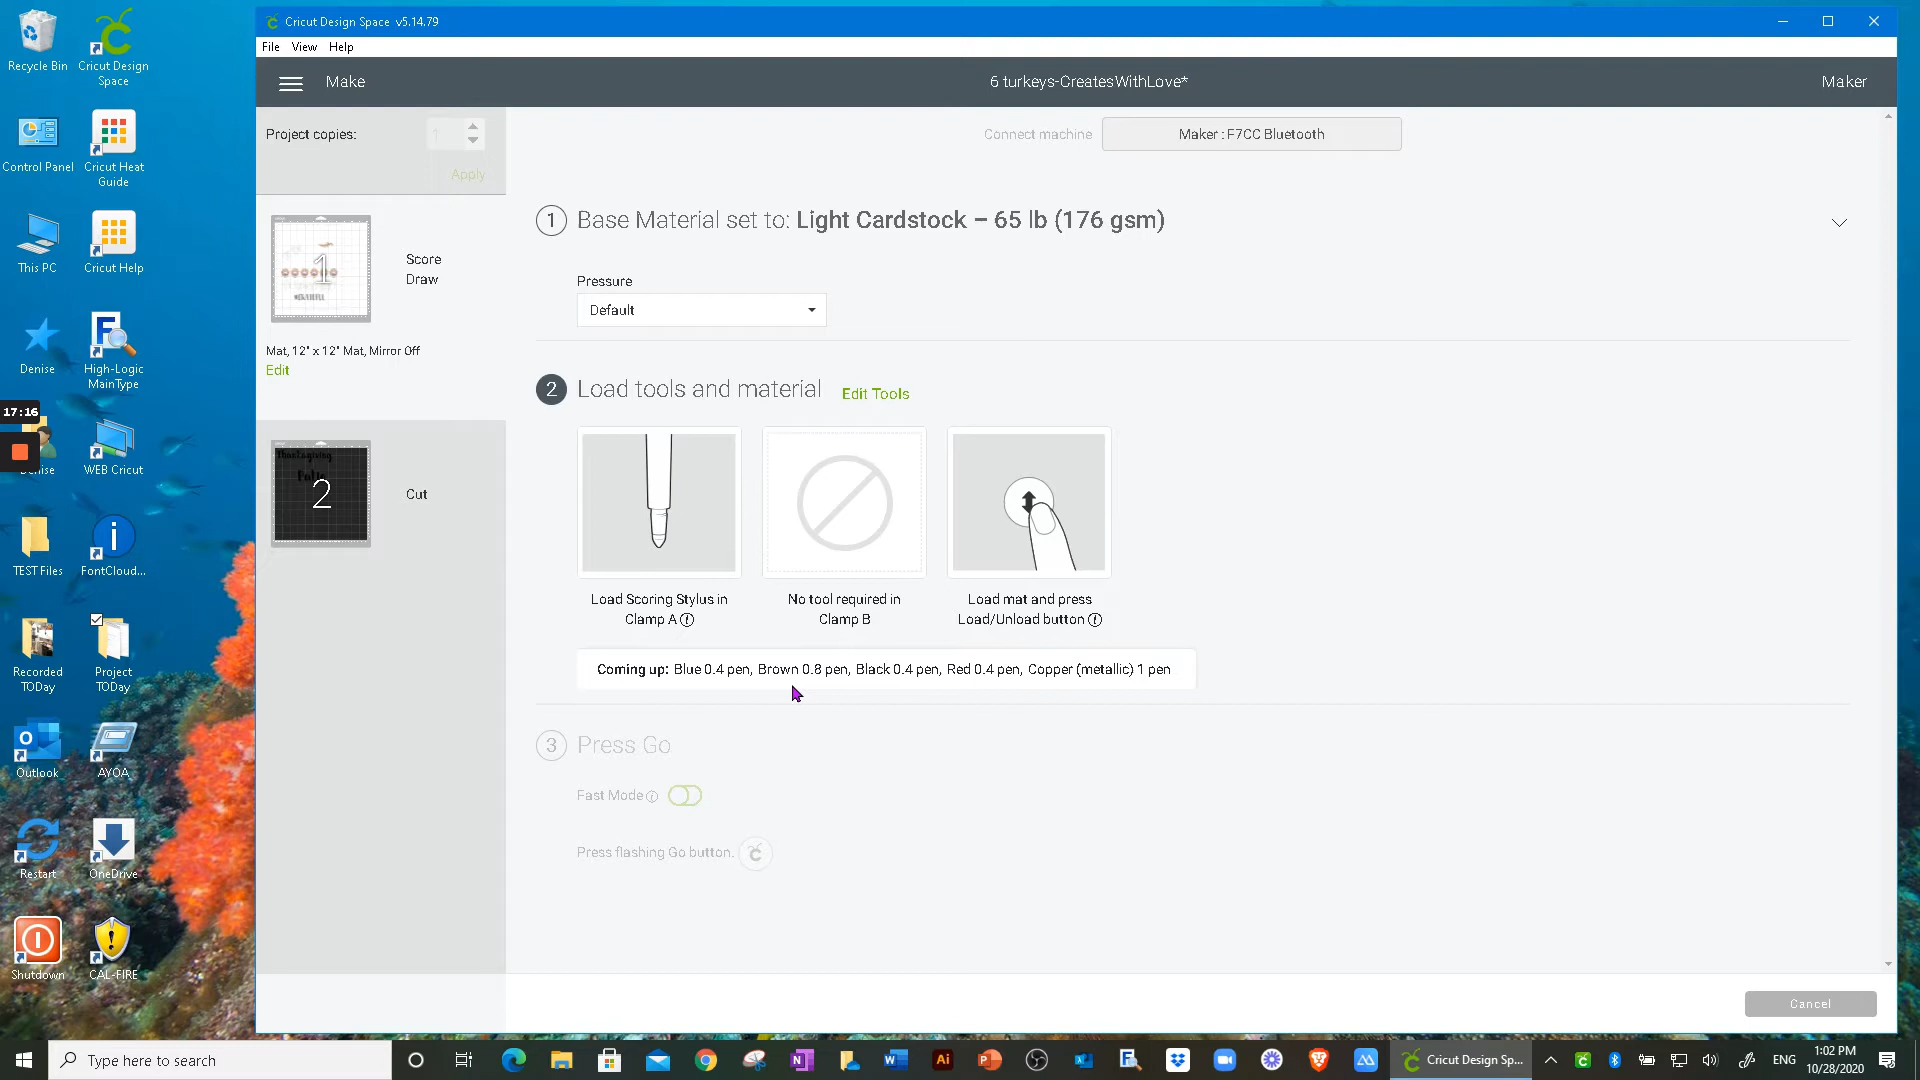 Cricut Design Space v5.14.79
File View Help
Make
6 turkeys-CreatesWithLove*
Maker
Project copies:
1
Apply
Connect machine
Maker : F7CC Bluetooth
1
Score
Draw
Mat, 12" x 12" Mat, Mirror Off
Edit
Thanksgiving
2
Cut
1 Base Material set to: Light Cardstock – 65 lb (176 gsm)
Pressure
Default
2 Load tools and material Edit Tools
Load Scoring Stylus in
Clamp A
No tool required in
Clamp B
Load mat and press
Load/Unload button
Coming up: Blue 0.4 pen, Brown 0.8 pen, Black 0.4 pen, Red 0.4 pen, Copper (metallic) 1 pen
3 Press Go
Fast Mode
Press flashing Go button.
Cancel
Recycle Bin
Cricut Design
Space
Control Panel
Cricut Heat
Guide
This PC
Cricut Help
Denise
High-Logic
MainType
17:16
Denise
WEB Cricut
TEST Files
FontCloud...
Recorded
TODay
Project
TODay
Outlook
AYOA
Restart
OneDrive
Shutdown
CAL-FIRE
Type here to search
Cricut Design Sp...
ENG
1:02 PM
10/28/2020